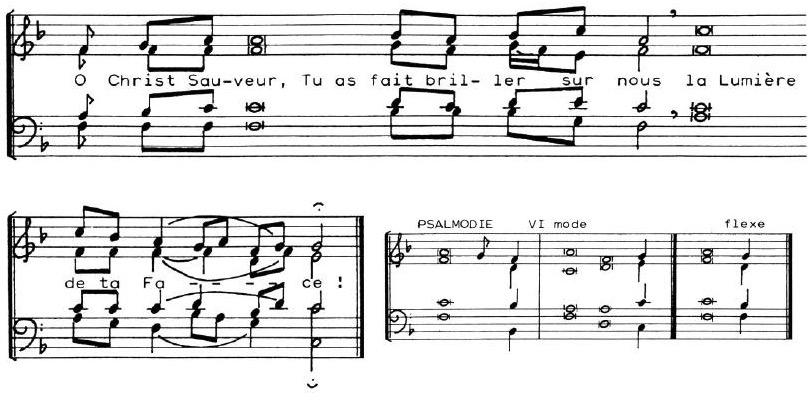 O Christ Sau-veur, Tu as fait bril- ler sur nous la Lumière
de ta Fa - - - - ce !
PSALMODIE VI mode flexe